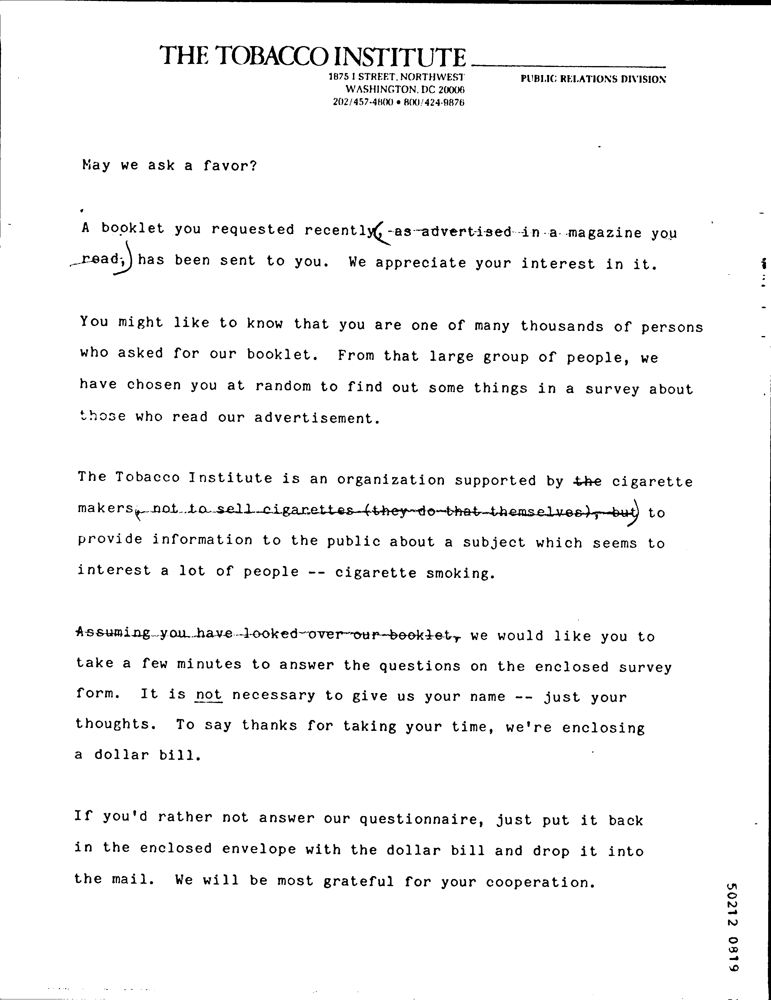 THE TOBACCO INSTITUTE
1875 I STREET, NORTHWEST
WASHINGTON, DC 20006
202/457-4800 • 800/424-9876
PUBLIC RELATIONS DIVISION
May we ask a favor?
A booklet you requested recently, as advertised in a magazine you
read, has been sent to you. We appreciate your interest in it.
You might like to know that you are one of many thousands of persons
who asked for our booklet. From that large group of people, we
have chosen you at random to find out some things in a survey about
those who read our advertisement.
The Tobacco Institute is an organization supported by the cigarette
makers, not to sell cigarettes (they do that themselves), but to
provide information to the public about a subject which seems to
interest a lot of people -- cigarette smoking.
Assuming you have looked over our booklet, we would like you to
take a few minutes to answer the questions on the enclosed survey
form. It is not necessary to give us your name -- just your
thoughts. To say thanks for taking your time, we're enclosing
a dollar bill.
If you'd rather not answer our questionnaire, just put it back
in the enclosed envelope with the dollar bill and drop it into
the mail. We will be most grateful for your cooperation.
50212 0819